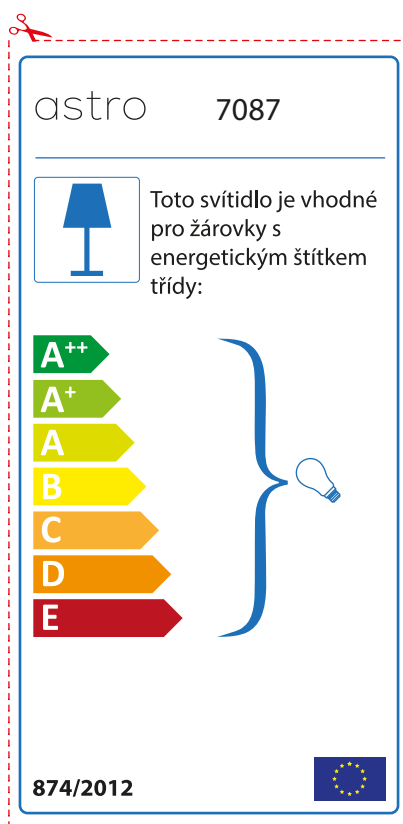 astro 7087
Toto svítidlo je vhodné
pro žárovky s
energetickým štítkem
třídy:
A++
A+
A
B
C
D
E
874/2012